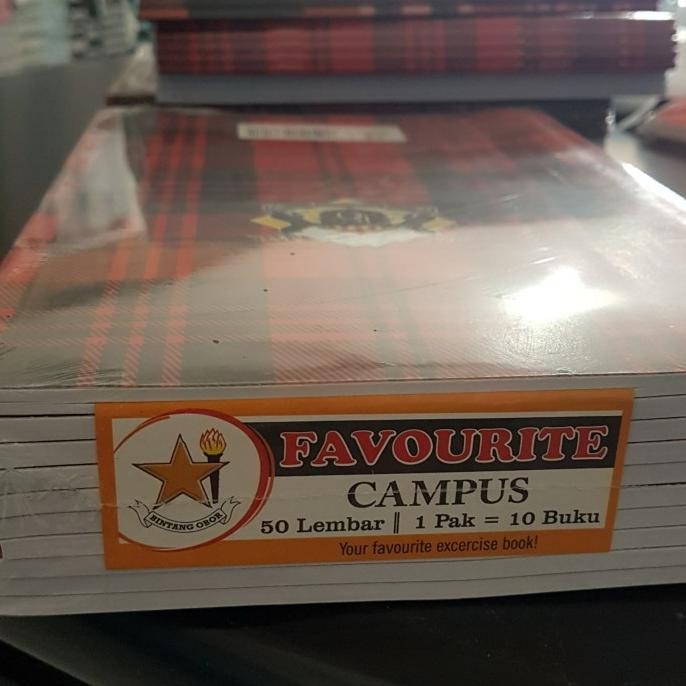 BINTANG OBOR
FAVOURITE
CAMPUS
50 Lembar || 1 Pak = 10 Buku
Your favourite excercise book!